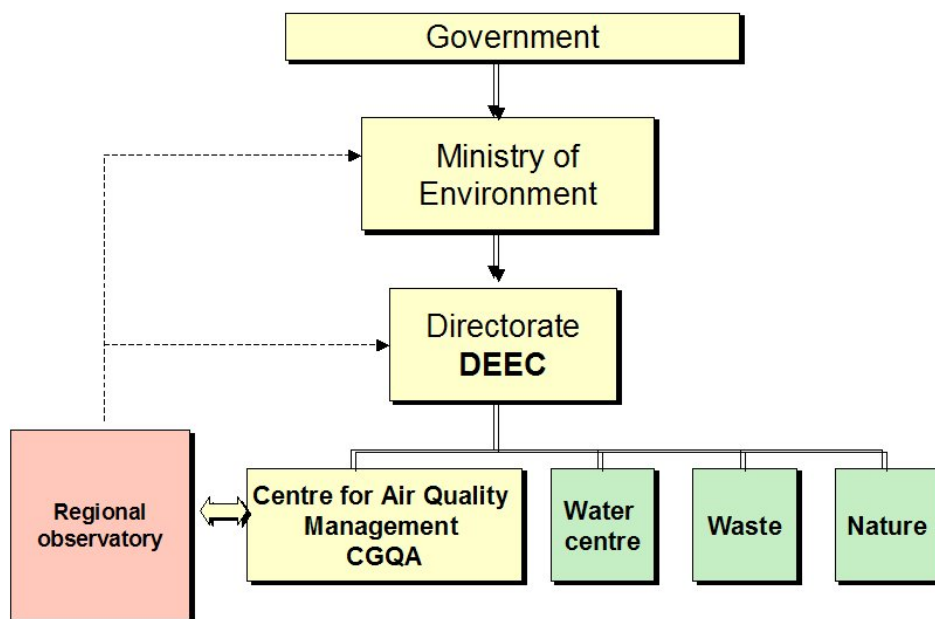 Government
Ministry of
Environment
Directorate
DEEC
Regional
observatory
Centre for Air Quality
Management
CGQA
Water
centre
Waste
Nature